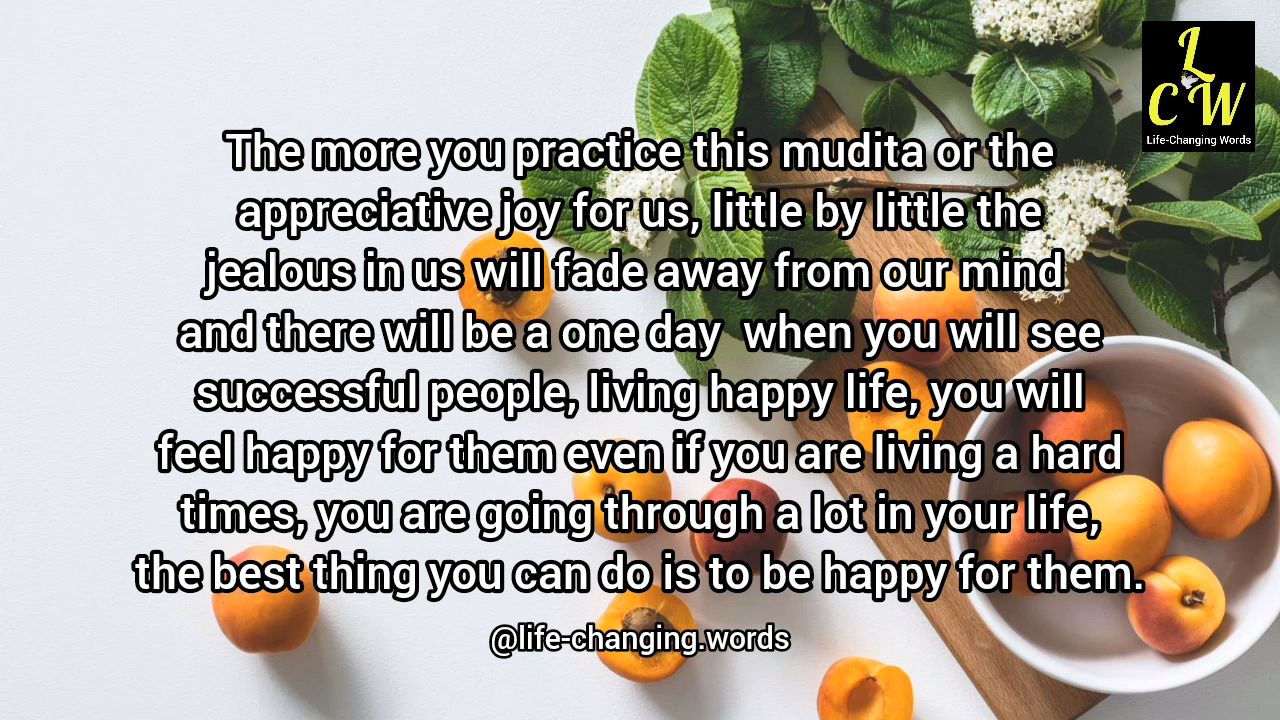 L
C W
Life-Changing Words
The more you practice this mudita or the
appreciative joy for us, little by little the
jealous in us will fade away from our mind
and there will be a one day  when you will see
successful people, living happy life, you will
feel happy for them even if you are living a hard
times, you are going through a lot in your life,
the best thing you can do is to be happy for them.
@life-changing.words